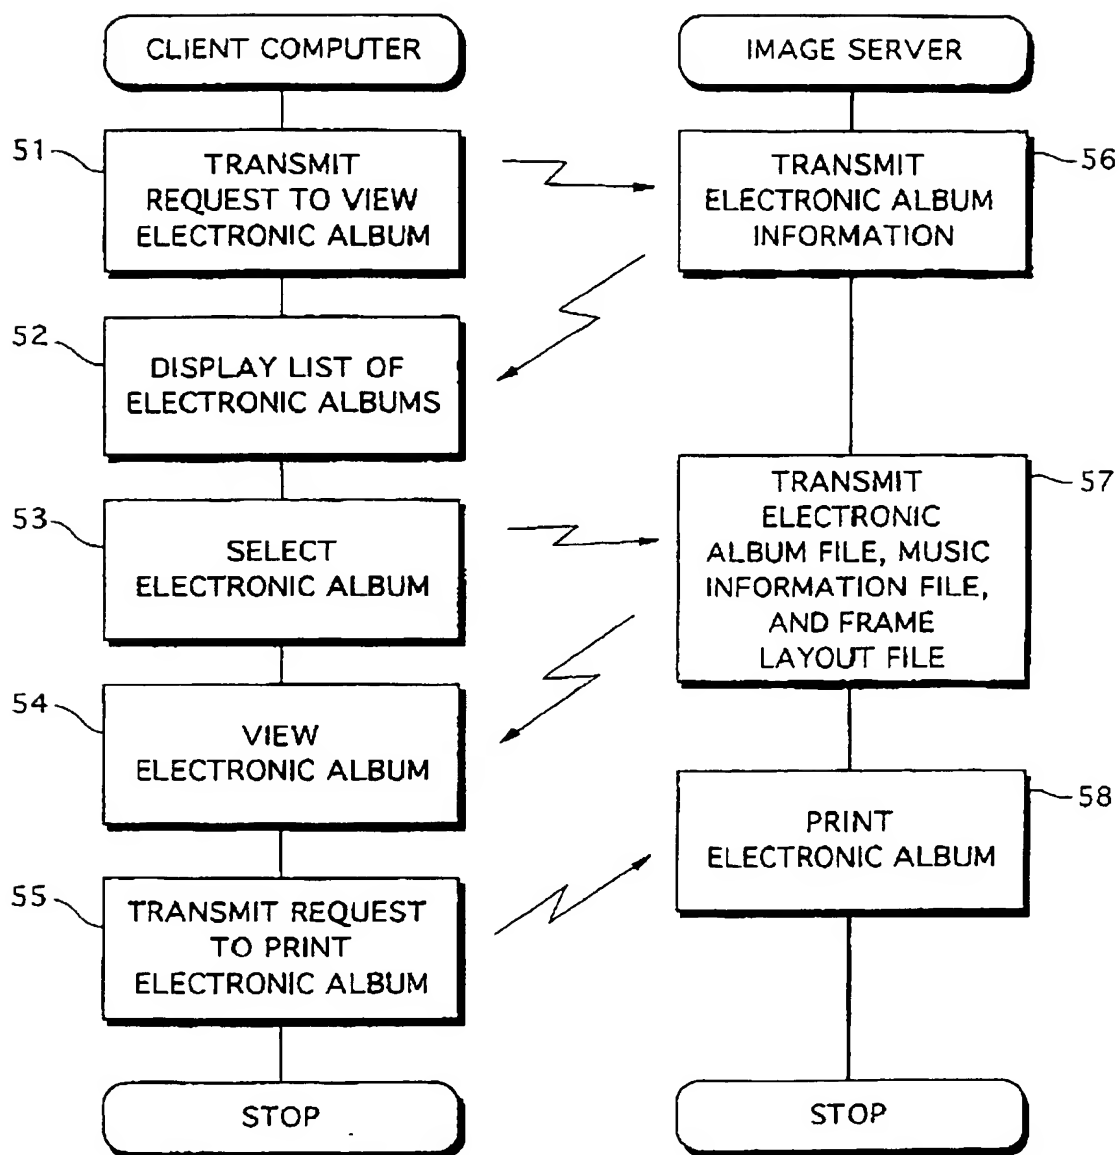 CLIENT COMPUTER
IMAGE SERVER
51
TRANSMIT
REQUEST TO VIEW
ELECTRONIC ALBUM
56
TRANSMIT
ELECTRONIC ALBUM
INFORMATION
52
DISPLAY LIST OF
ELECTRONIC ALBUMS
53
SELECT
ELECTRONIC ALBUM
57
TRANSMIT
ELECTRONIC
ALBUM FILE, MUSIC
INFORMATION FILE,
AND FRAME
LAYOUT FILE
54
VIEW
ELECTRONIC ALBUM
58
PRINT
ELECTRONIC ALBUM
55
TRANSMIT REQUEST
TO PRINT
ELECTRONIC ALBUM
STOP
STOP